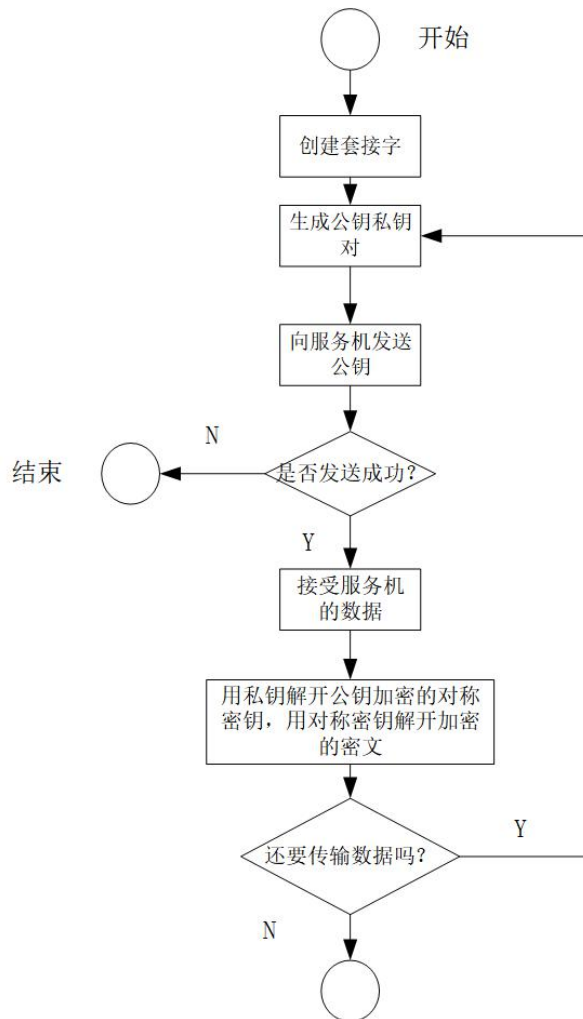 开始
创建套接字
生成公钥私钥
对
向服务机发送
公钥
N
结束
是否发送成功?
Y
接受服务机
的数据
用私钥解开公钥加密的对称
密钥，用对称密钥解开加密
的密文
还要传输数据吗?
Y
N